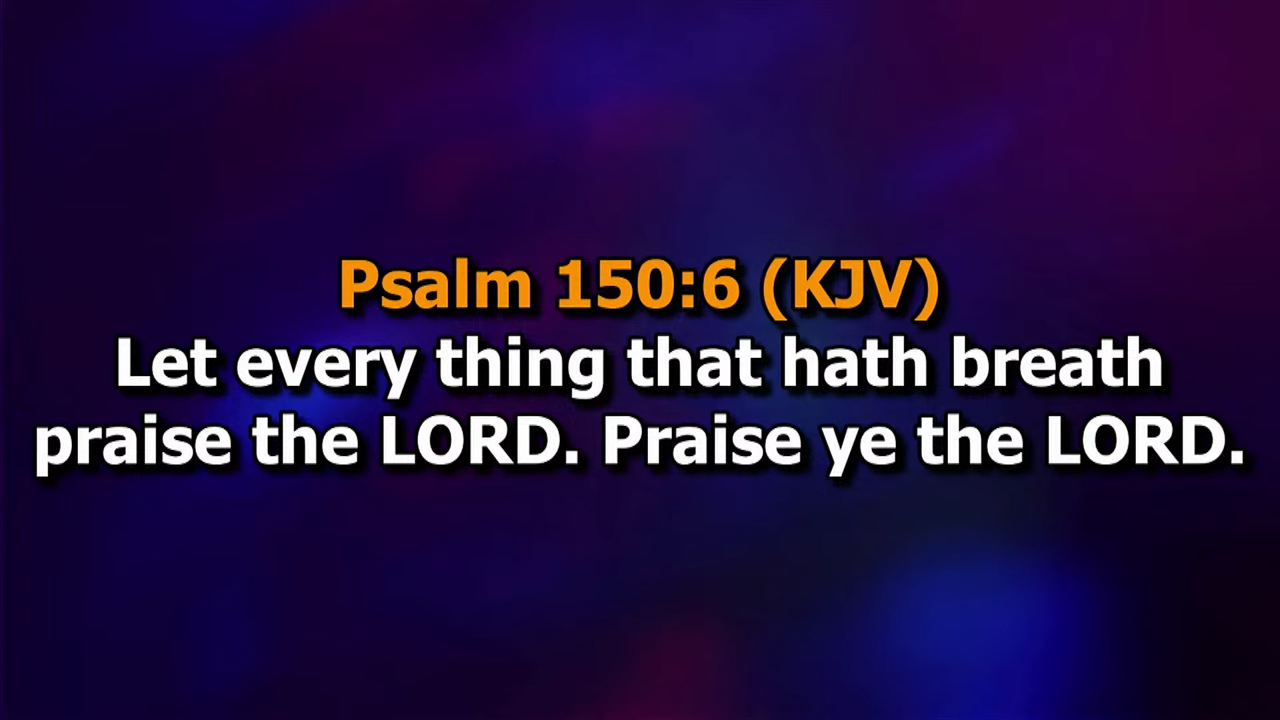 Psalm 150:6 (KJV)
Let every thing that hath breath
praise the LORD. Praise ye the LORD.